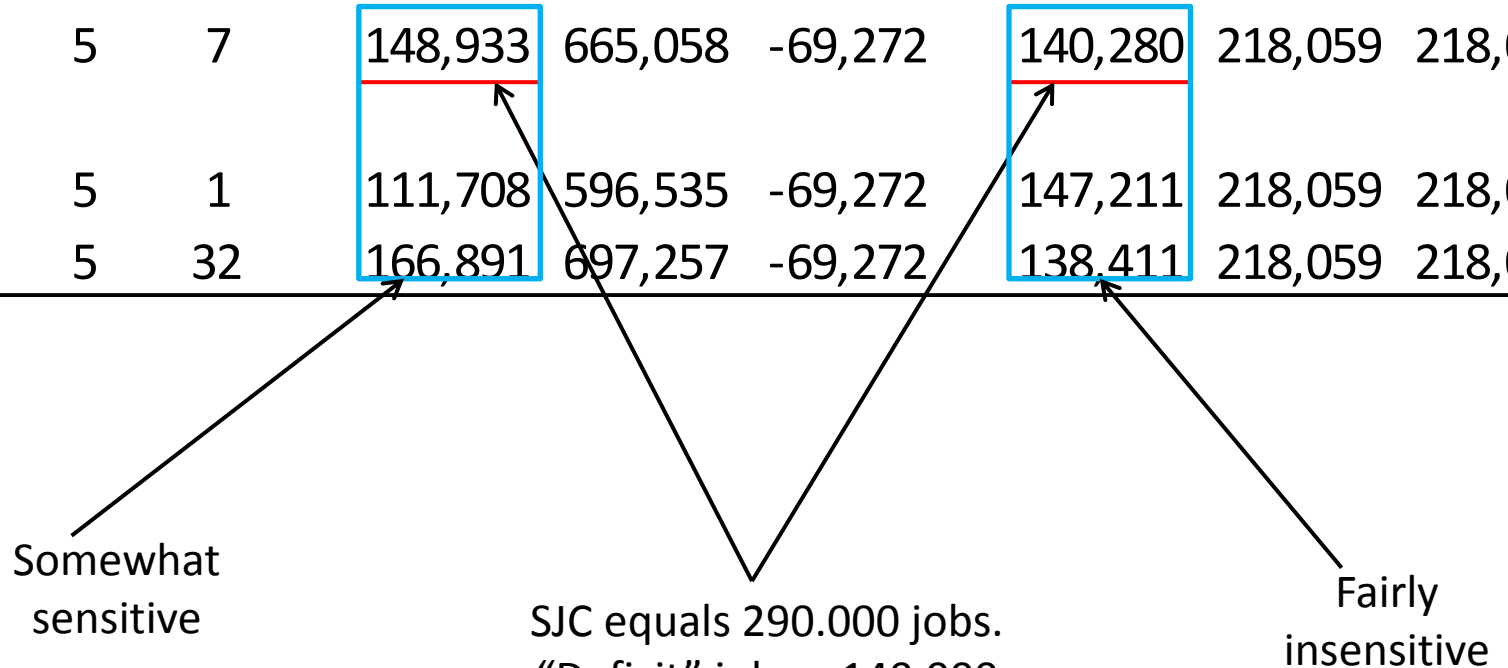 5 7 148,933 665,058 -69,272 140,280 218,059
5 1 111,708 596,535 -69,272 147,211 218,059
5 32 166,891 697,257 -69,272 138,411 218,059
Somewhat
sensitive
SJC equals 290.000 jobs.
Fairly
insensitive